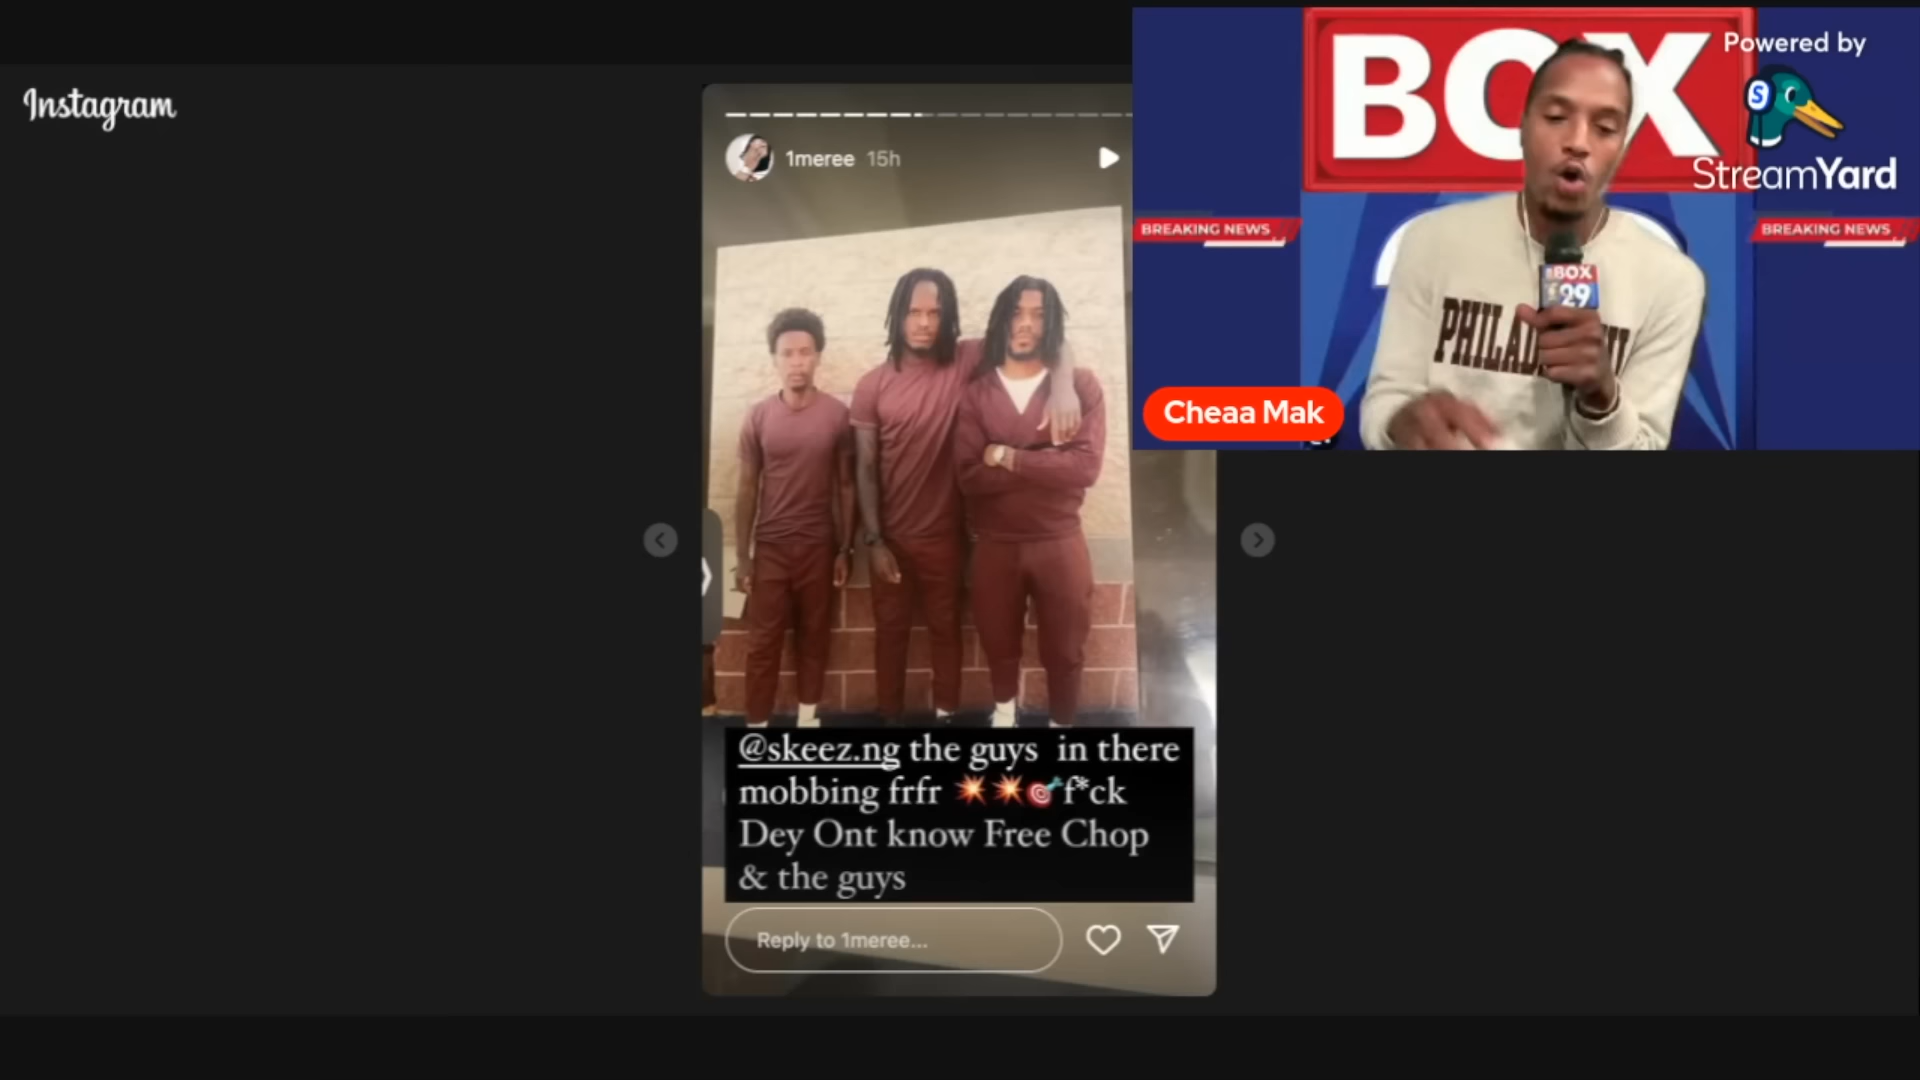 Instagram
1meree 15h
@skeez.ng the guys in there
mobbing frfr 💥💥🎯f*ck
Dey Ont know Free Chop
& the guys
Reply to 1meree...
BOX
Powered by
S
StreamYard
BREAKING NEWS
BREAKING NEWS
BOX
29
Cheaa Mak